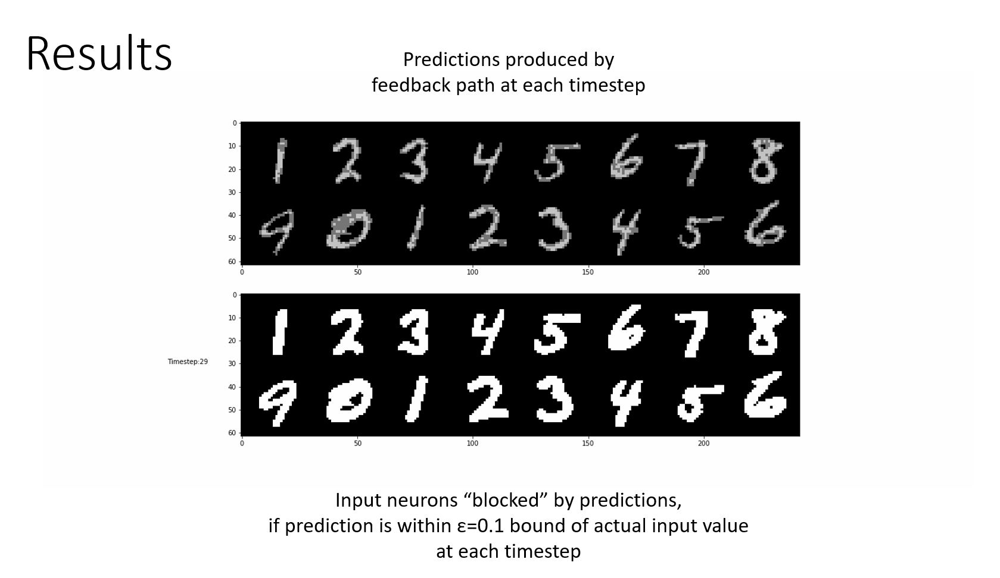 Results
Predictions produced by
feedback path at each timestep
0
10
20
30
40
50
60
1 2 3 4 5 6 7 8
9 0 1 2 3 4 5 6
0 50 100 150 200
Timestep:29
0
10
20
30
40
50
60
1 2 3 4 5 6 7 8
9 0 1 2 3 4 5 6
0 50 100 150 200
Input neurons “blocked” by predictions,
if prediction is within ε=0.1 bound of actual input value
at each timestep